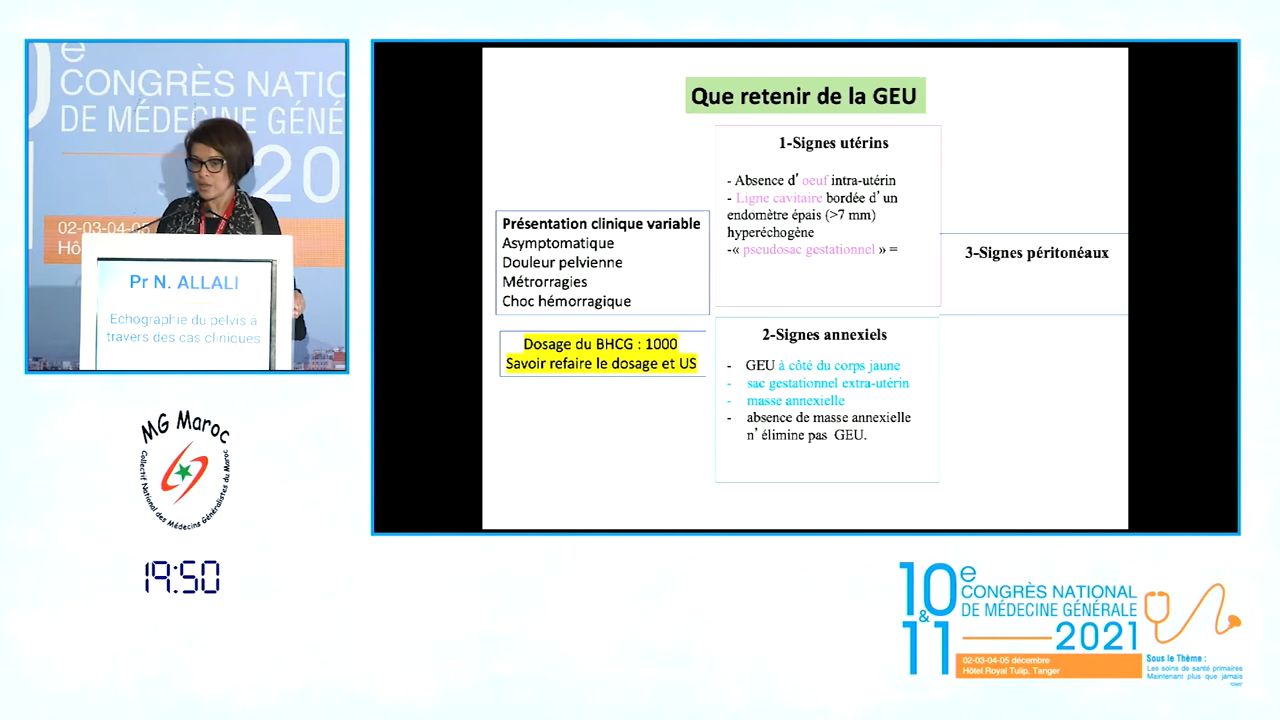 e
CONGRÈS NATIO
DE MÉDECINE GÉNÉ
20
02-03-04-05
Hôt
Pr N. ALLALI
Echographie du pelvis à
travers des cas cliniques
MG Maroc
Collectif National des Médecins Généralistes du Maroc
19:50
Que retenir de la GEU
Présentation clinique variable
Asymptomatique
Douleur pelvienne
Métrorragies
Choc hémorragique
Dosage du BHCG : 1000
Savoir refaire le dosage et US
1-Signes utérins
- Absence d'oeuf intra-utérin
- Ligne cavitaire bordée d'un
endomètre épais (>7 mm)
hyperéchogène
-« pseudosac gestationnel » =
2-Signes annexiels
- GEU à côté du corps jaune
- sac gestationnel extra-utérin
- masse annexielle
- absence de masse annexielle
n'élimine pas GEU.
3-Signes péritonéaux
10e
&
11
CONGRÈS NATIONAL
DE MÉDECINE GÉNÉRALE
2021
02-03-04-05 décembre
Hôtel Royal Tulip, Tanger
Sous le Thème :
Les soins de santé primaires
Maintenant plus que jamais